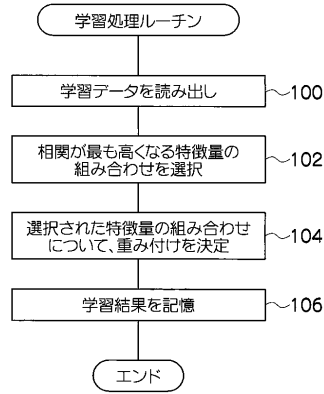 学習処理ルーチン
学習データを読み出し
100
相関が最も高くなる特徴量の
組み合わせを選択
102
選択された特徴量の組み合わせ
について、重み付けを決定
104
学習結果を記憶
106
エンド